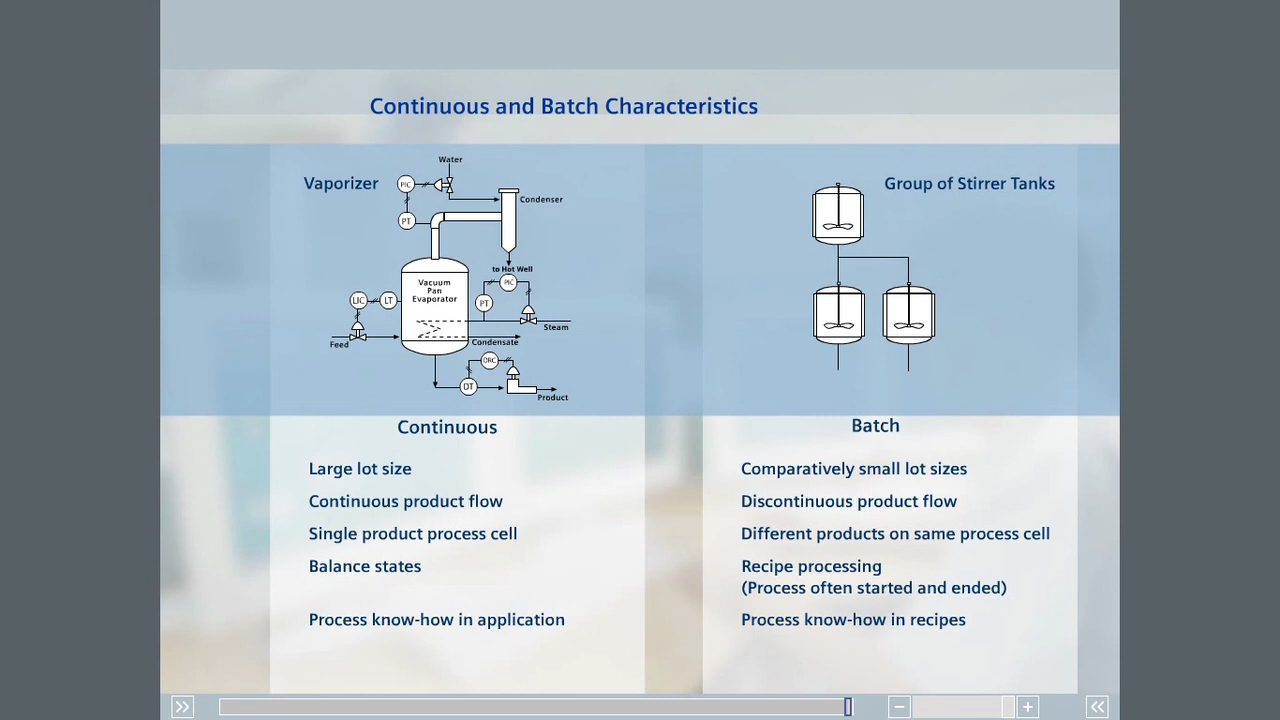 Continuous and Batch Characteristics
Vaporizer
Water
PIC
PT
Condenser
to Hot Well
Vacuum
Pan
Evaporator
LIC
LT
PIC
PT
Steam
Feed
Condensate
DRC
DT
Product
Group of Stirrer Tanks
Continuous
Large lot size
Continuous product flow
Single product process cell
Balance states
Process know-how in application
Batch
Comparatively small lot sizes
Discontinuous product flow
Different products on same process cell
Recipe processing
(Process often started and ended)
Process know-how in recipes